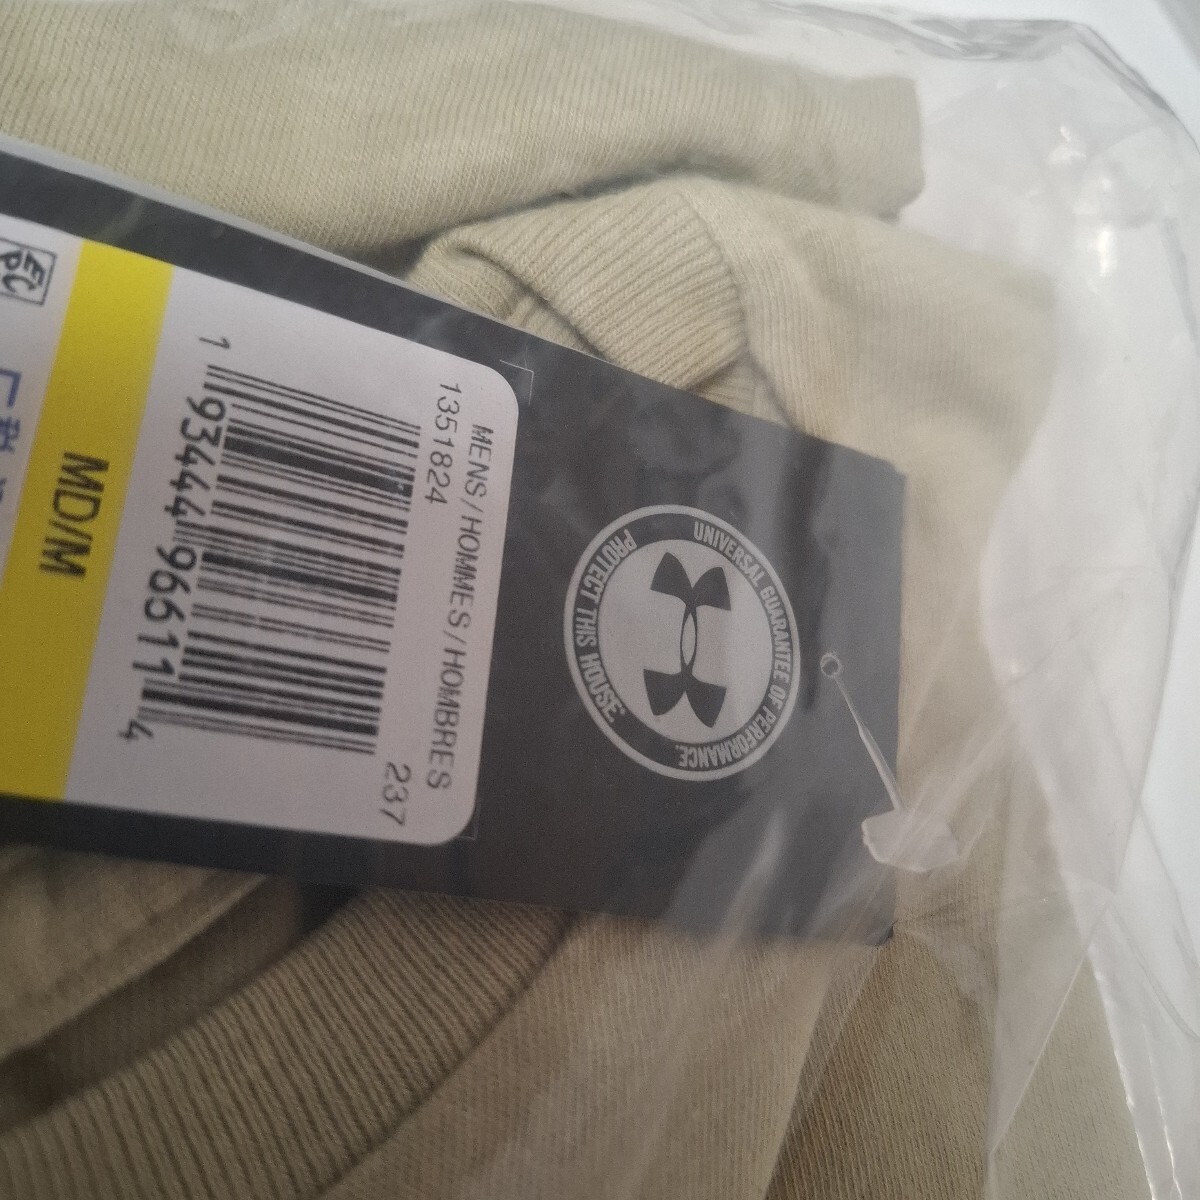 MENS/HOMMES/HOMBRES
1351824
237
1 93444 96611 4
MD/M
UNIVERSAL GUARANTEE OF PERFORMANCE.
PROTECT THIS HOUSE.